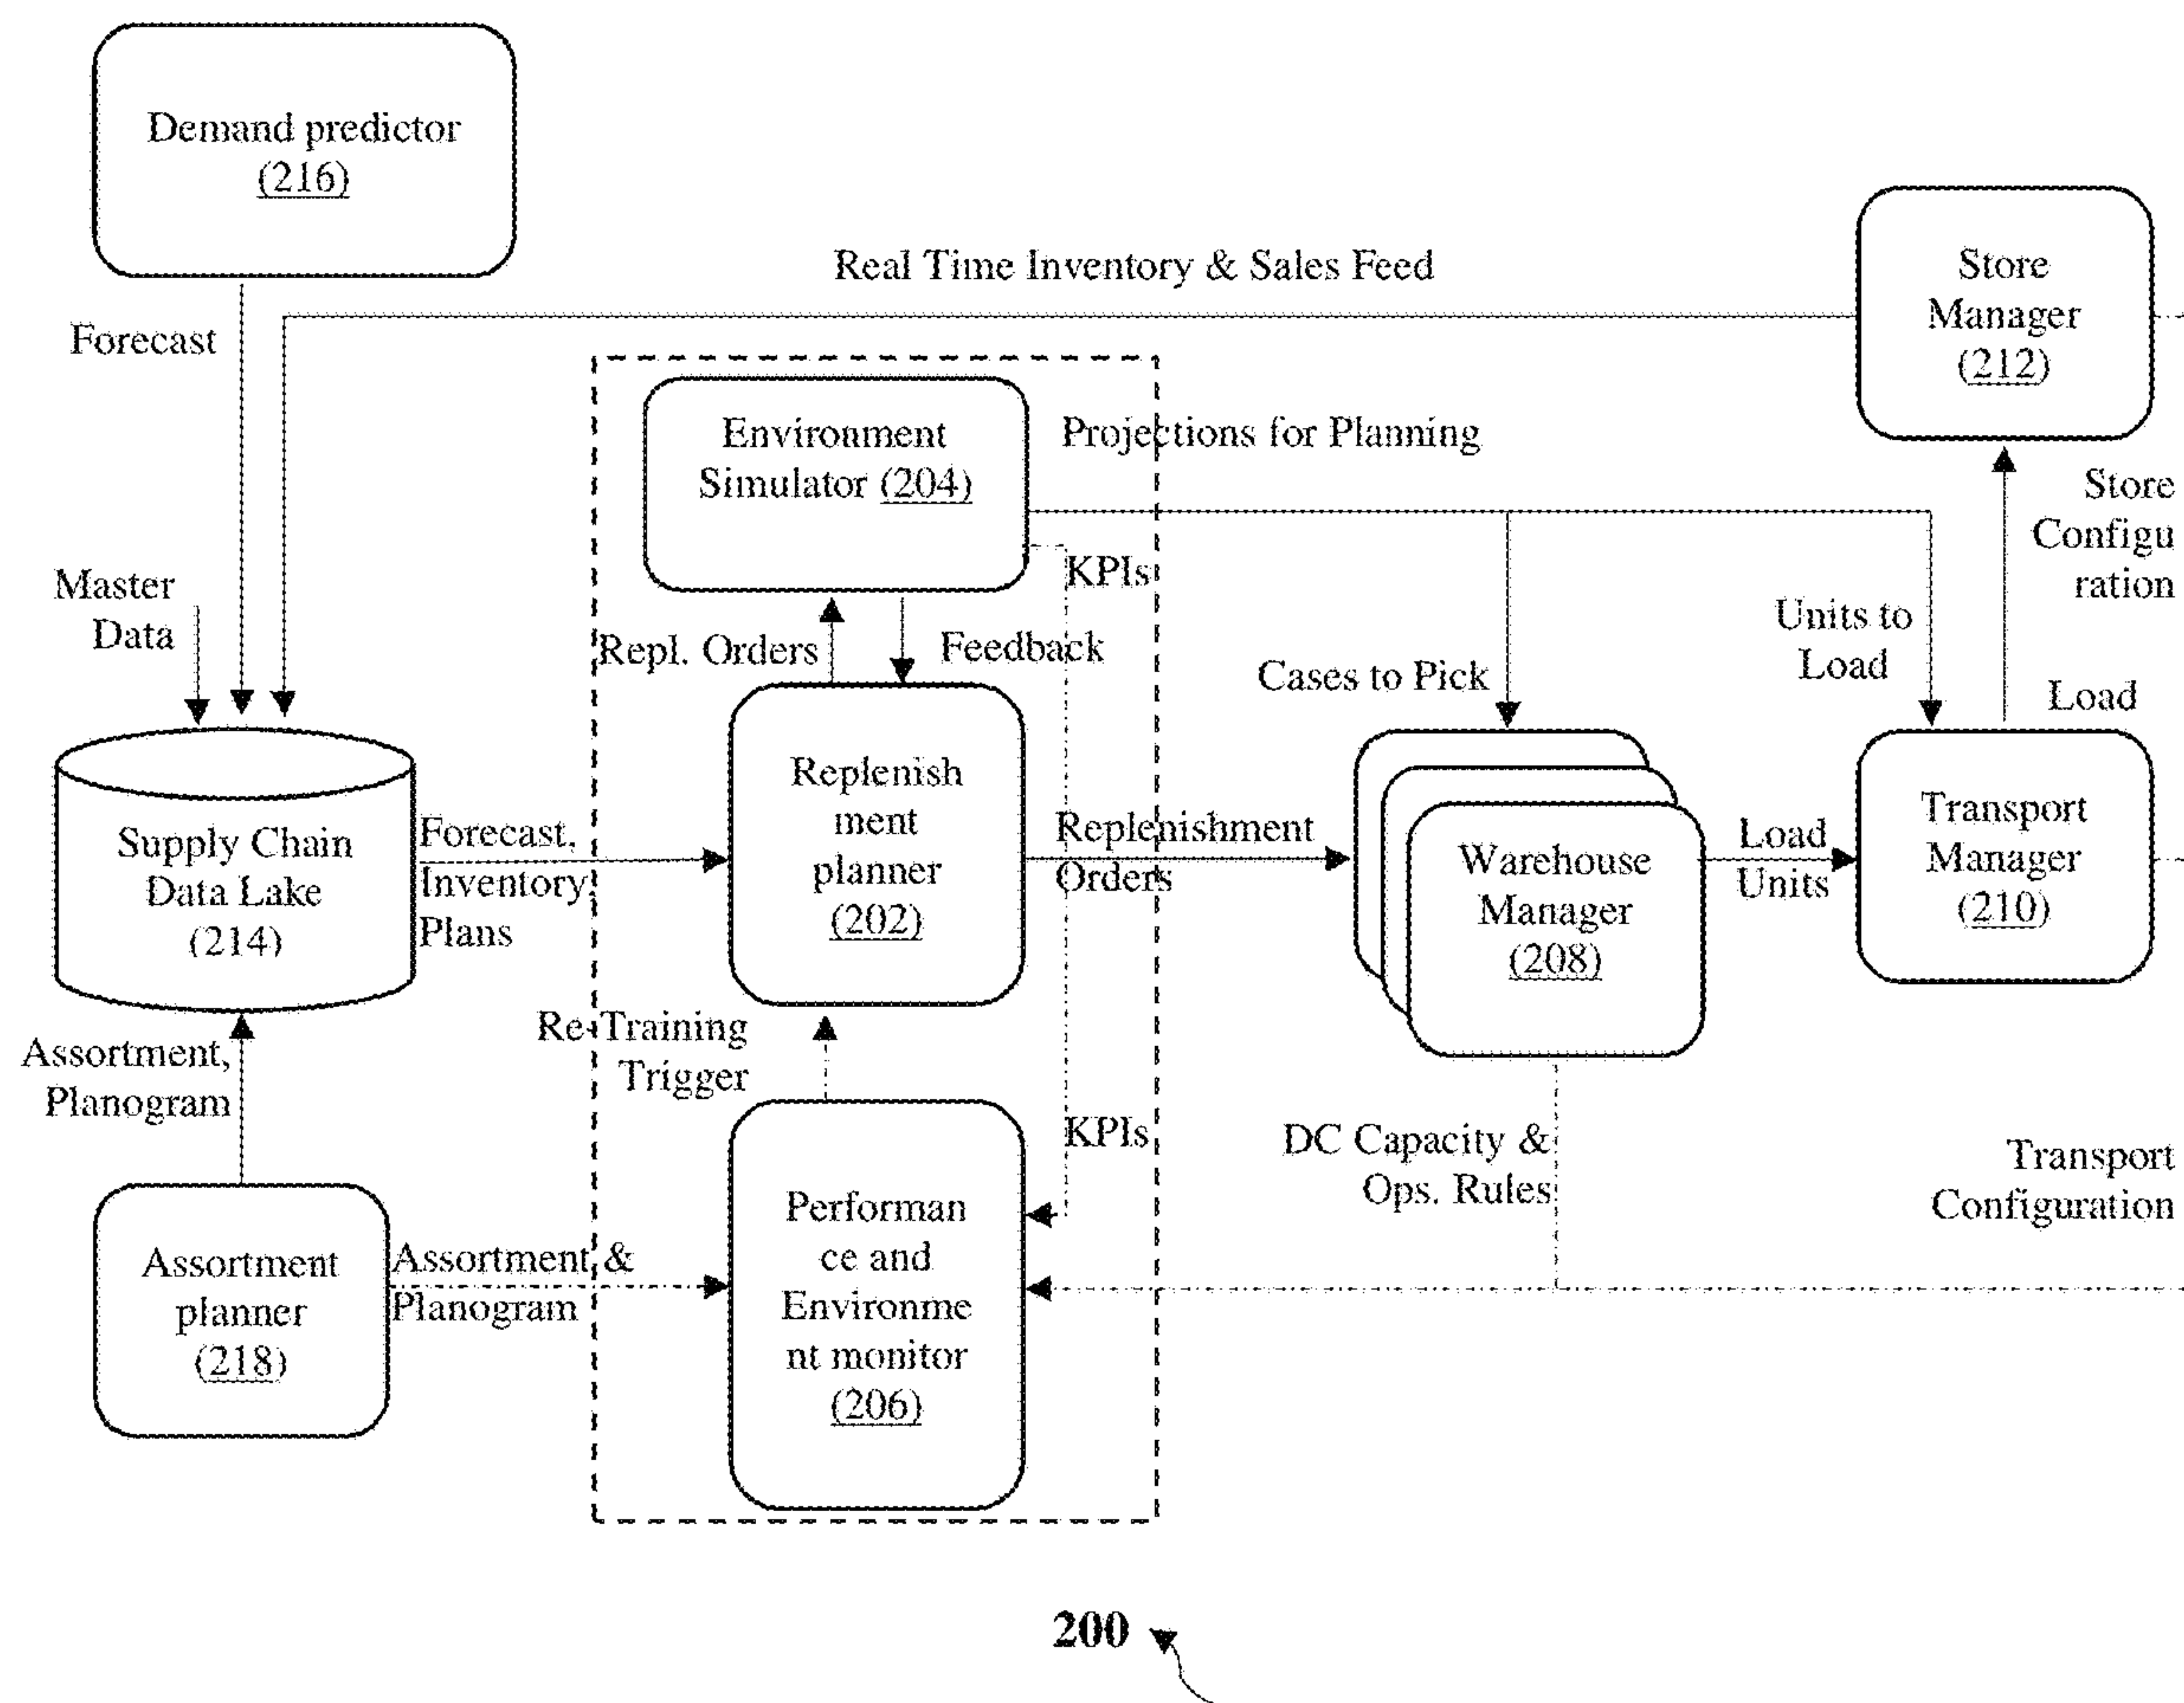 Demand predictor
(216)
Forecast
Real Time Inventory & Sales Feed
Store
Manager
(212)
Environment
Simulator (204)
Projections for Planning
Master
Data
KPIs
Repl. Orders
Feedback
Cases to Pick
Units to
Load
Store
Configu
ration
Load
Supply Chain
Data Lake
(214)
Forecast,
Inventory,
Plans
Replenish
ment
planner
(202)
Replenishment
Orders
Warehouse
Manager
(208)
Load
Units
Transport
Manager
(210)
Assortment,
Planogram
Re-Training
Trigger
KPIs
DC Capacity &
Ops. Rules
Transport
Configuration
Assortment
planner
(218)
Assortment &
Planogram
Performan
ce and
Environme
nt monitor
(206)
200